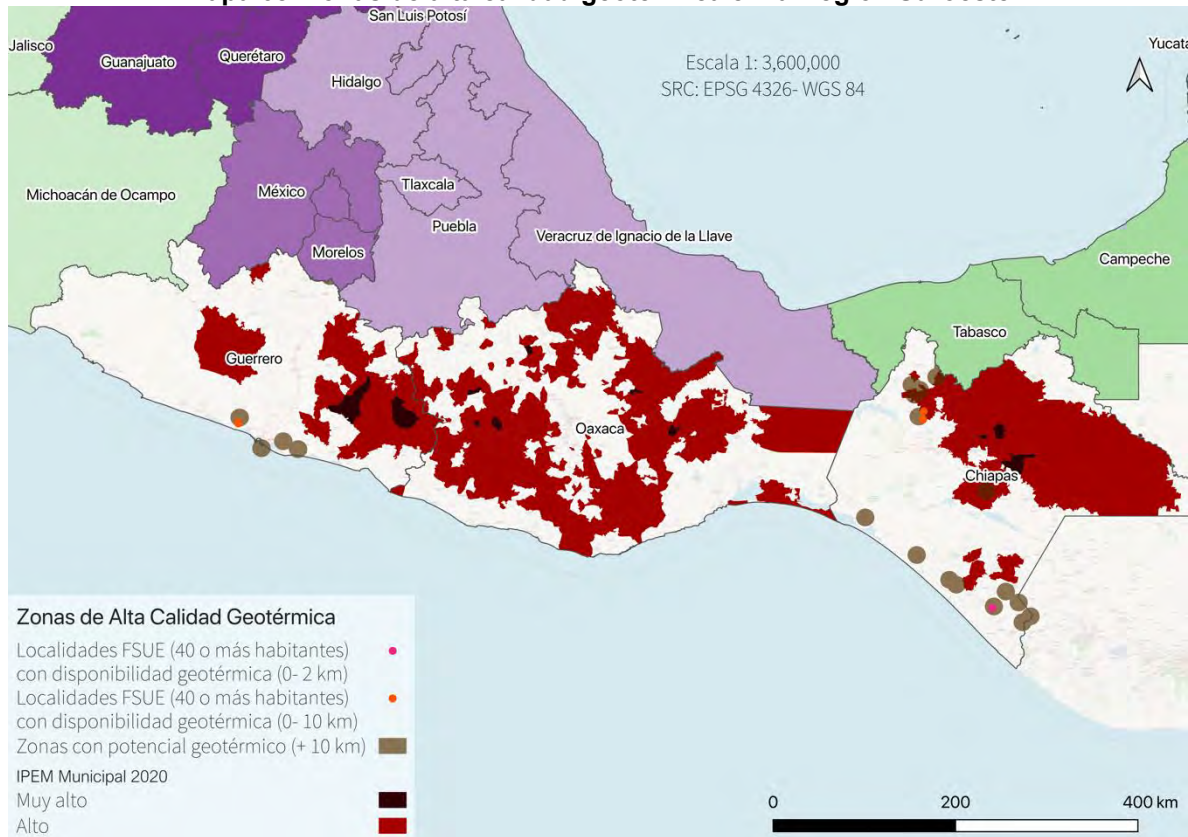 San Luis Potosí
Jalisco
Guanajuato
Querétaro
Hidalgo
Escala 1: 3,600,000
SRC: EPSG 4326- WGS 84
Michoacán de Ocampo
México
Tlaxcala
Puebla
Morelos
Veracruz de Ignacio de la Llave
Campeche
Tabasco
Guerrero
Oaxaca
Chiapas
Zonas de Alta Calidad Geotérmica
Localidades FSUE (40 o más habitantes)
con disponibilidad geotérmica (0- 2 km)
Localidades FSUE (40 o más habitantes)
con disponibilidad geotérmica (0- 10 km)
Zonas con potencial geotérmico (+ 10 km)
IPEM Municipal 2020
Muy alto
Alto
0 200 400 km